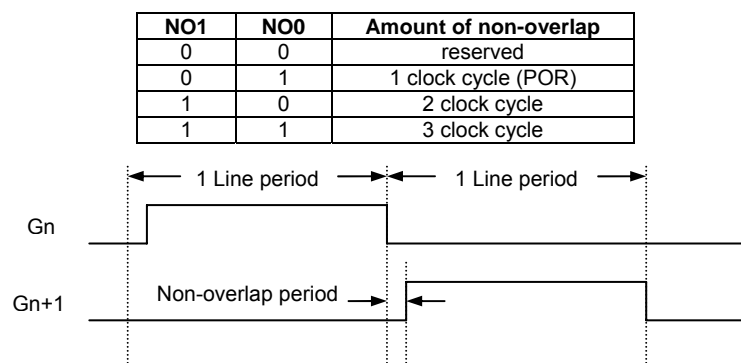 NO1 NO0 Amount of non-overlap
0 0 reserved
0 1 1 clock cycle (POR)
1 0 2 clock cycle
1 1 3 clock cycle
1 Line period 1 Line period
Gn
Non-overlap period
Gn+1